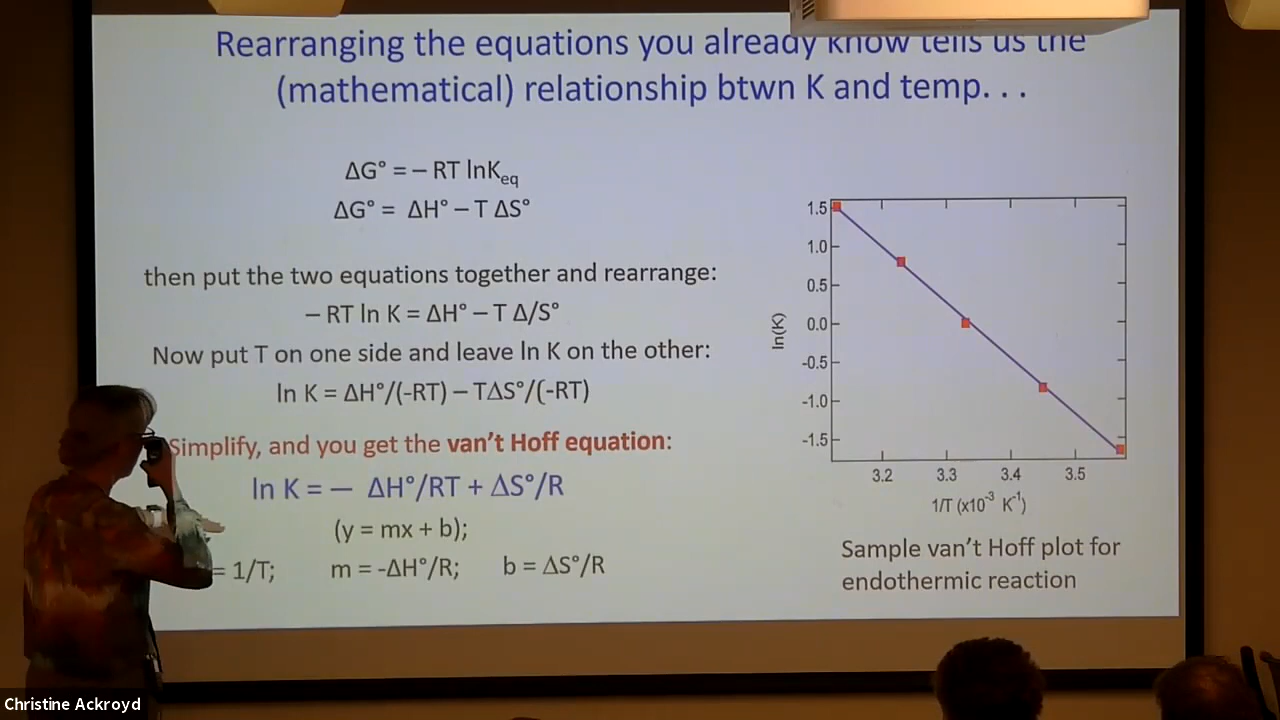 Rearranging the equations you already know tells us the
(mathematical) relationship btwn K and temp. . .
ΔG° = – RT lnKeq
ΔG° = ΔH° – T ΔS°
then put the two equations together and rearrange:
– RT ln K = ΔH° – T Δ/S°
Now put T on one side and leave ln K on the other:
ln K = ΔH°/(-RT) – TΔS°/(-RT)
Simplify, and you get the van’t Hoff equation:
ln K = – ΔH°/RT + ΔS°/R
(y = mx + b);
= 1/T; m = -ΔH°/R; b = ΔS°/R
1.5
1.0
0.5
0.0
-0.5
-1.0
-1.5
ln(K)
3.2 3.3 3.4 3.5
1/T (x10⁻³ K⁻¹)
Sample van’t Hoff plot for
endothermic reaction
Christine Ackroyd